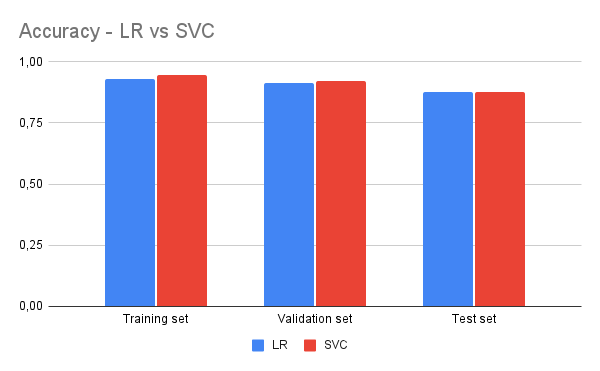 Accuracy - LR vs SVC
1,00
0,75
0,50
0,25
0,00
Training set
Validation set
Test set
LR
SVC